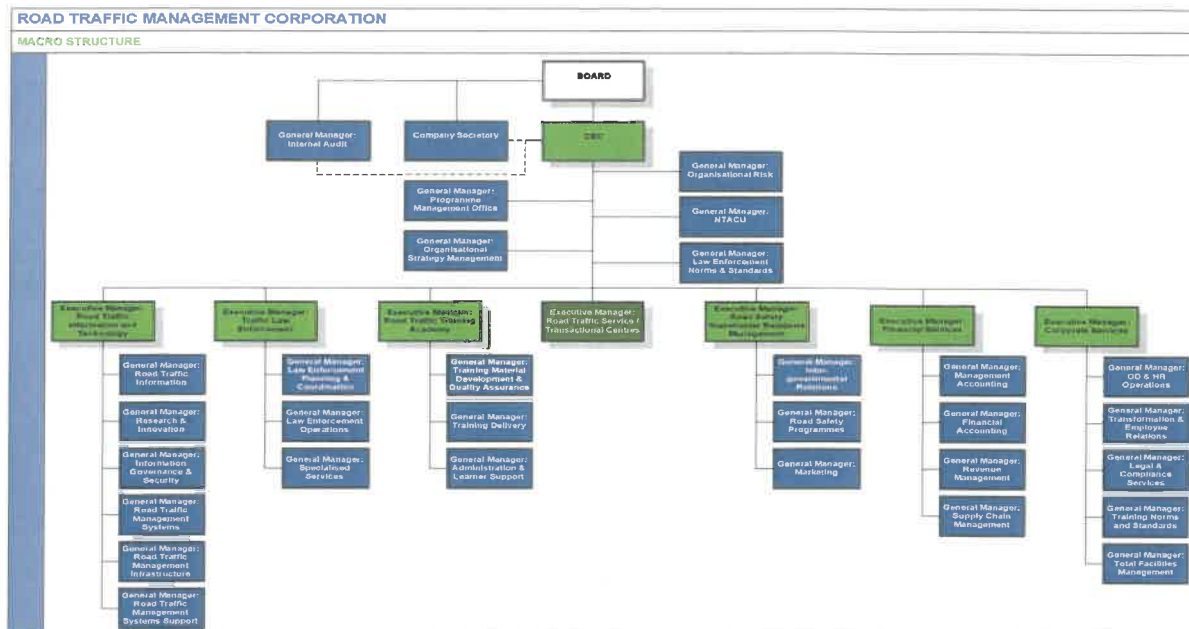 ROAD TRAFFIC MANAGEMENT CORPORATION
MACRO STRUCTURE
BOARD
General Manager:
Internal Audit
Company Secretary
CEO
General Manager:
Organisational Risk
General Manager:
Programme
Management Office
General Manager:
NTACU
General Manager:
Organisational
Strategy Management
General Manager:
Law Enforcement
Norms & Standards
Executive Manager:
Road Traffic
Information and
Technology
Executive Manager:
Traffic Law
Enforcement
Executive Manager:
Road Traffic Training
Academy
Executive Manager:
Road Traffic Service /
Transactional Centres
Executive Manager:
Road Safety
Management
Executive Manager:
Financial Services
Executive Manager:
Corporate Services
General Manager:
Road Traffic
Information
General Manager:
Research &
Innovation
General Manager:
Information
Governance &
Security
General Manager:
Road Traffic
Management
Systems
General Manager:
Road Traffic
Management
Infrastructure
General Manager:
Road Traffic
Management
Systems Support
General Manager:
Law Enforcement
Planning &
Coordination
General Manager:
Law Enforcement
Operations
General Manager:
Specialised
Services
General Manager:
Training Material
Development &
Quality Assurance
General Manager:
Training Delivery
General Manager:
Administration &
Learner Support
General Manager:
Inter-
governmental
Relations
General Manager:
Road Safety
Programmes
General Manager:
Marketing
General Manager:
Management
Accounting
General Manager:
Financial
Accounting
General Manager:
Revenue
Management
General Manager:
Supply Chain
Management
General Manager:
OD & HR
Operations
General Manager:
Transformation &
Employee
Relations
General Manager:
Legal &
Compliance
Services
General Manager:
Training Norms
and Standards
General Manager:
Total Facilities
Management